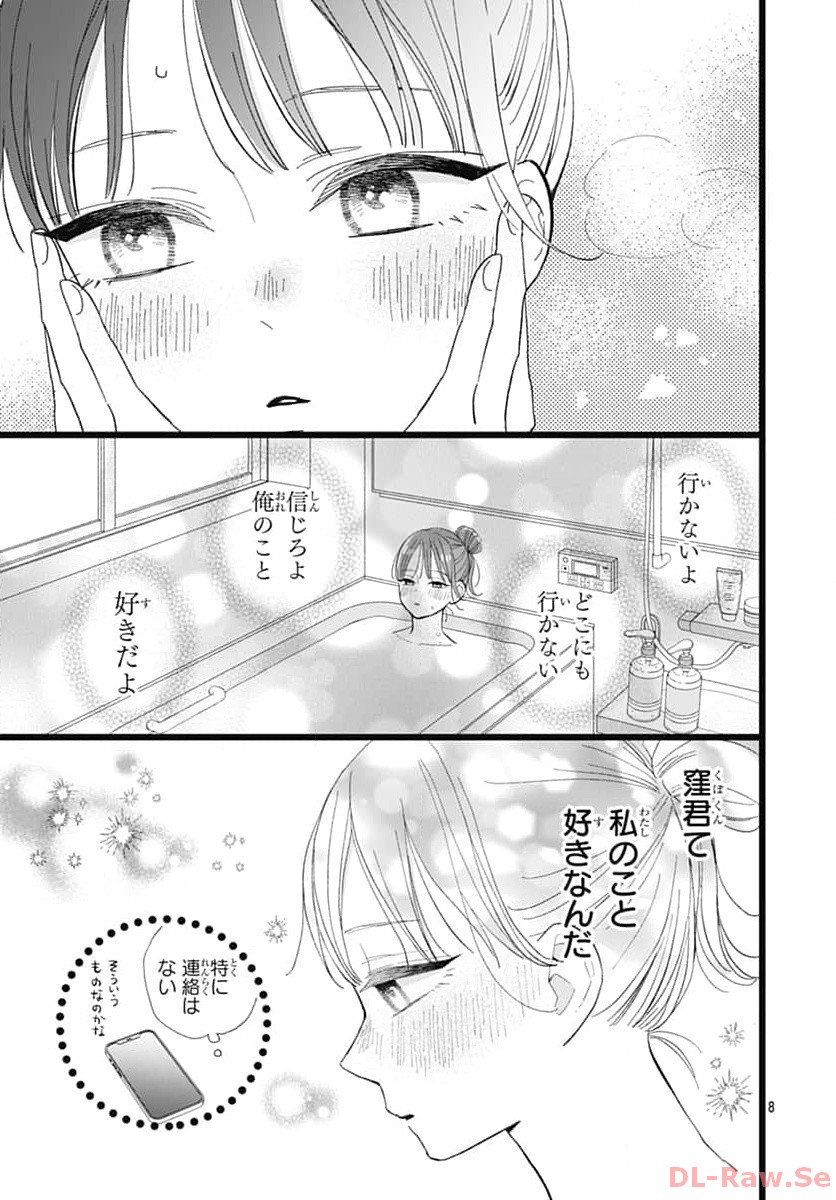 行かないよ
どこにも
行かない
信じろよ
俺のこと
好きだよ
窪君て
私のこと
好きなんだ
特に
連絡は
ない
そういう
ものなのかな
8
DL-Raw.Se